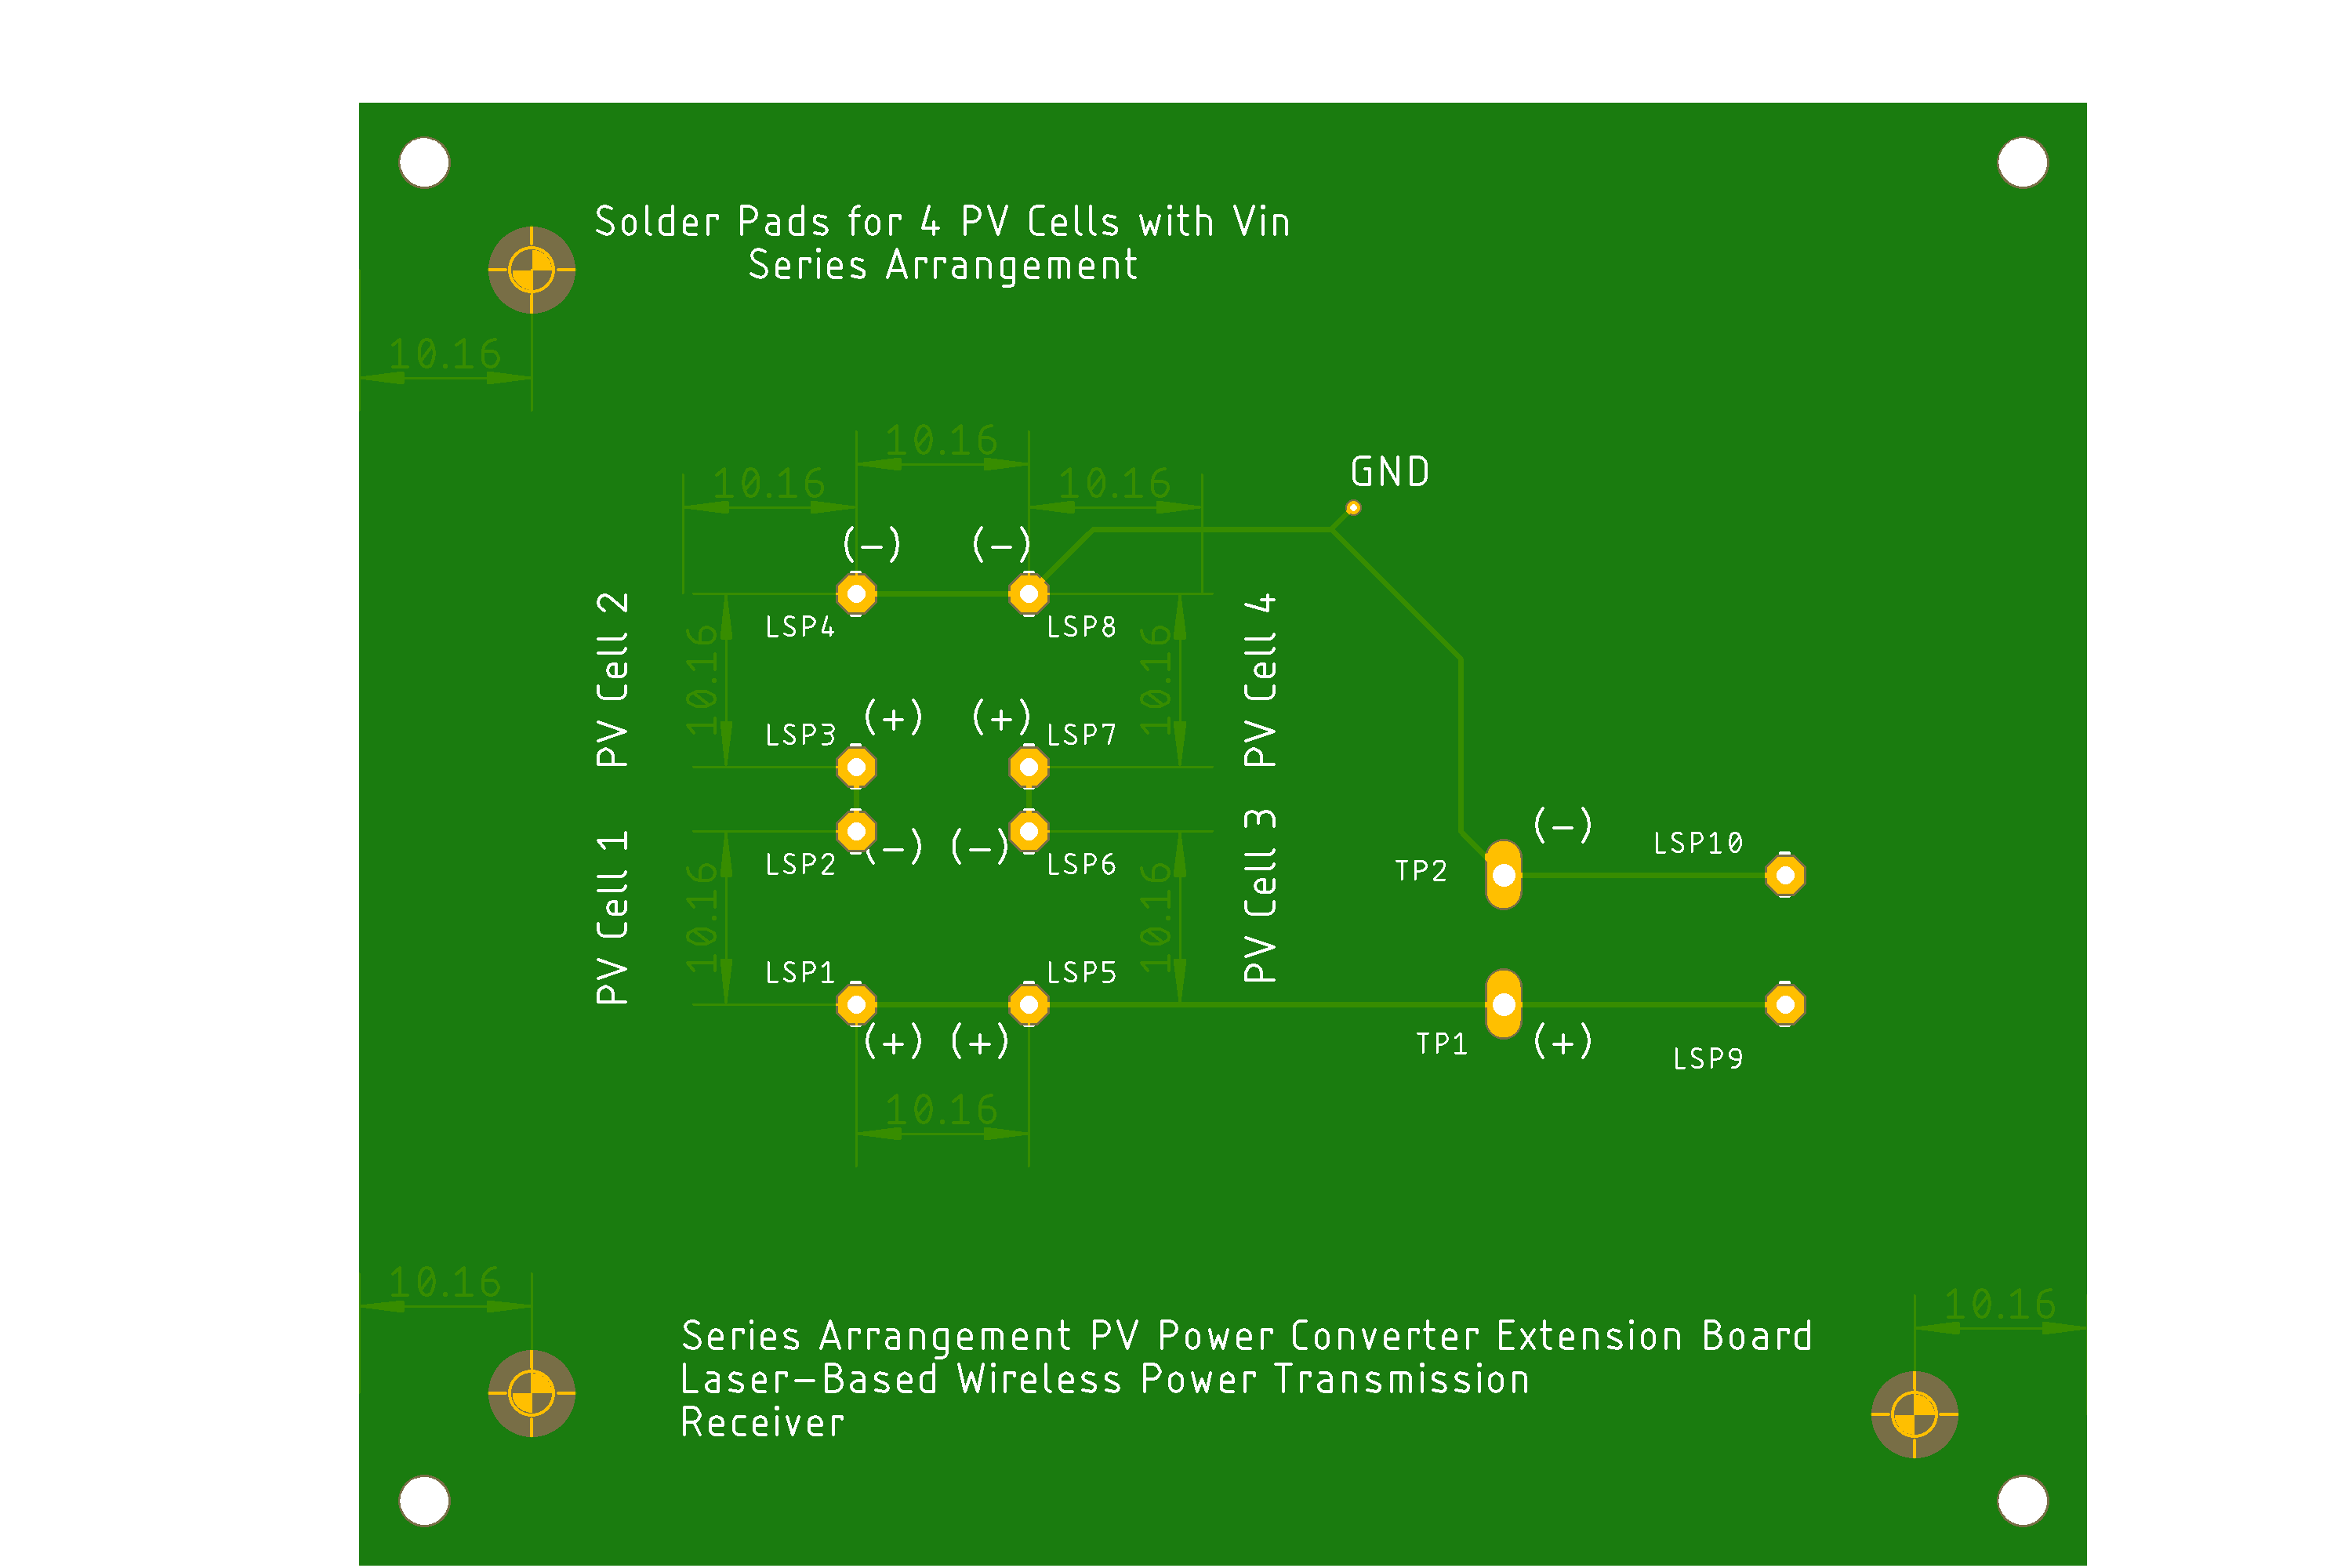 Solder Pads for 4 PV Cells with Vin
Series Arrangement
10.16
10.16
10.16
10.16
GND
(-)
(-)
LSP4
LSP8
PV Cell 2
10.16
10.16
PV Cell 4
(+)
(+)
LSP3
LSP7
(-)
(-)
(-)
LSP2
LSP6
TP2
LSP10
PV Cell 1
10.16
10.16
PV Cell 3
LSP1
LSP5
(+)
(+)
TP1
(+)
LSP9
10.16
10.16
10.16
Series Arrangement PV Power Converter Extension Board
Laser-Based Wireless Power Transmission
Receiver